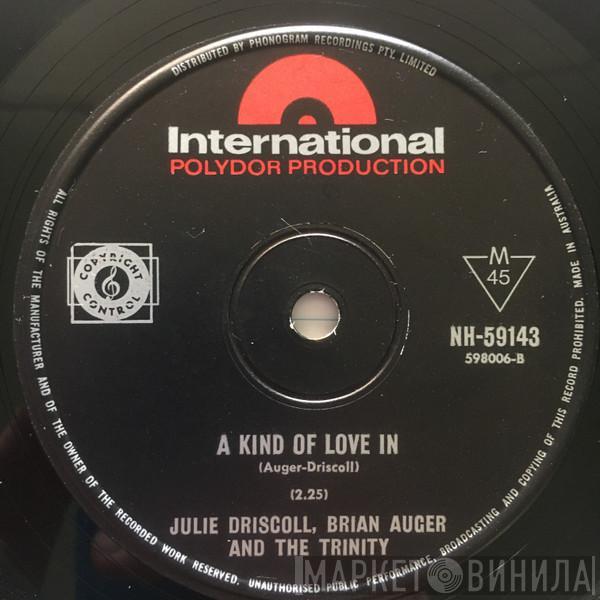 DISTRIBUTED BY PHONOGRAM RECORDINGS PTY. LIMITED
International
POLYDOR PRODUCTION
COPYRIGHT
CONTROL
M
45
NH-59143
598006-B
A KIND OF LOVE IN
(Auger-Driscoll)
(2.25)
JULIE DRISCOLL, BRIAN AUGER
AND THE TRINITY
ALL RIGHTS OF THE MANUFACTURER AND OF THE OWNER OF THE RECORDED WORK RESERVED. UNAUTHORISED PUBLIC PERFORMANCE, BROADCASTING AND COPYING OF THIS RECORD PROHIBITED. MADE IN AUSTRALIA
МАРКЕТ ВИНИЛА